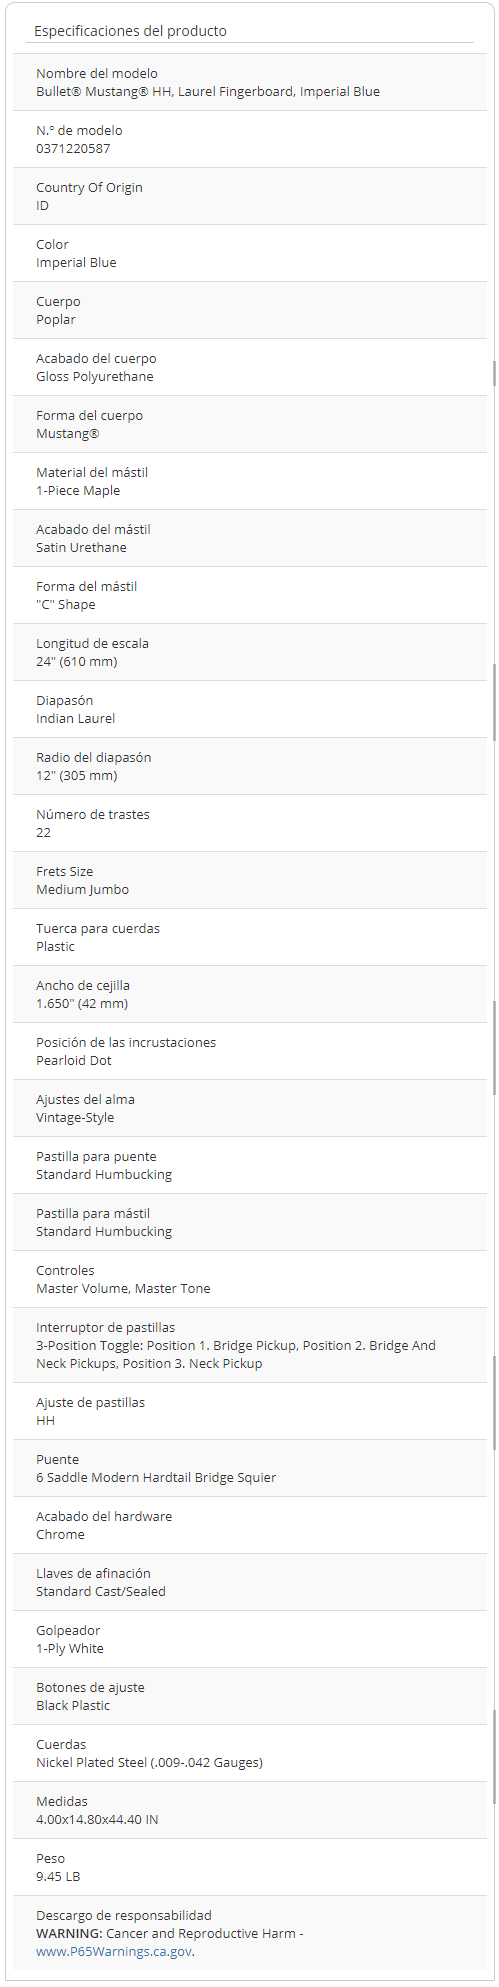 Especificaciones del producto
Nombre del modelo
Bullet® Mustang® HH, Laurel Fingerboard, Imperial Blue
N.º de modelo
0371220587
Country Of Origin
ID
Color
Imperial Blue
Cuerpo
Poplar
Acabado del cuerpo
Gloss Polyurethane
Forma del cuerpo
Mustang®
Material del mástil
1-Piece Maple
Acabado del mástil
Satin Urethane
Forma del mástil
"C" Shape
Longitud de escala
24" (610 mm)
Diapasón
Indian Laurel
Radio del diapasón
12" (305 mm)
Número de trastes
22
Frets Size
Medium Jumbo
Tuerca para cuerdas
Plastic
Ancho de cejilla
1.650" (42 mm)
Posición de las incrustaciones
Pearloid Dot
Ajustes del alma
Vintage-Style
Pastilla para puente
Standard Humbucking
Pastilla para mástil
Standard Humbucking
Controles
Master Volume, Master Tone
Interruptor de pastillas
3-Position Toggle: Position 1. Bridge Pickup, Position 2. Bridge And
Neck Pickups, Position 3. Neck Pickup
Ajuste de pastillas
HH
Puente
6 Saddle Modern Hardtail Bridge Squier
Acabado del hardware
Chrome
Llaves de afinación
Standard Cast/Sealed
Golpeador
1-Ply White
Botones de ajuste
Black Plastic
Cuerdas
Nickel Plated Steel (.009-.042 Gauges)
Medidas
4.00x14.80x44.40 IN
Peso
9.45 LB
Descargo de responsabilidad
WARNING: Cancer and Reproductive Harm -
www.P65Warnings.ca.gov.